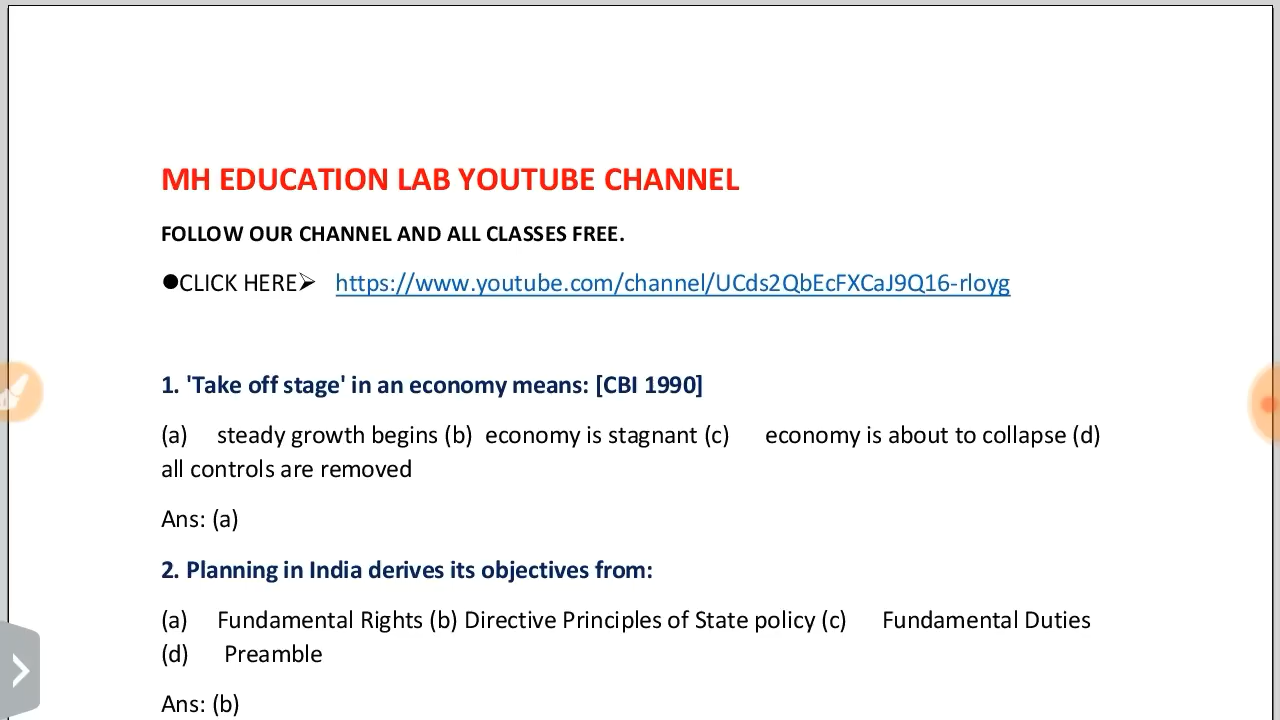 MH EDUCATION LAB YOUTUBE CHANNEL
FOLLOW OUR CHANNEL AND ALL CLASSES FREE.
●CLICK HERE➢ https://www.youtube.com/channel/UCds2QbEcFXCaJ9Q16-rloyg
1. 'Take off stage' in an economy means: [CBI 1990]
(a) steady growth begins (b) economy is stagnant (c) economy is about to collapse (d)
all controls are removed
Ans: (a)
2. Planning in India derives its objectives from:
(a) Fundamental Rights (b) Directive Principles of State policy (c) Fundamental Duties
(d) Preamble
Ans: (b)